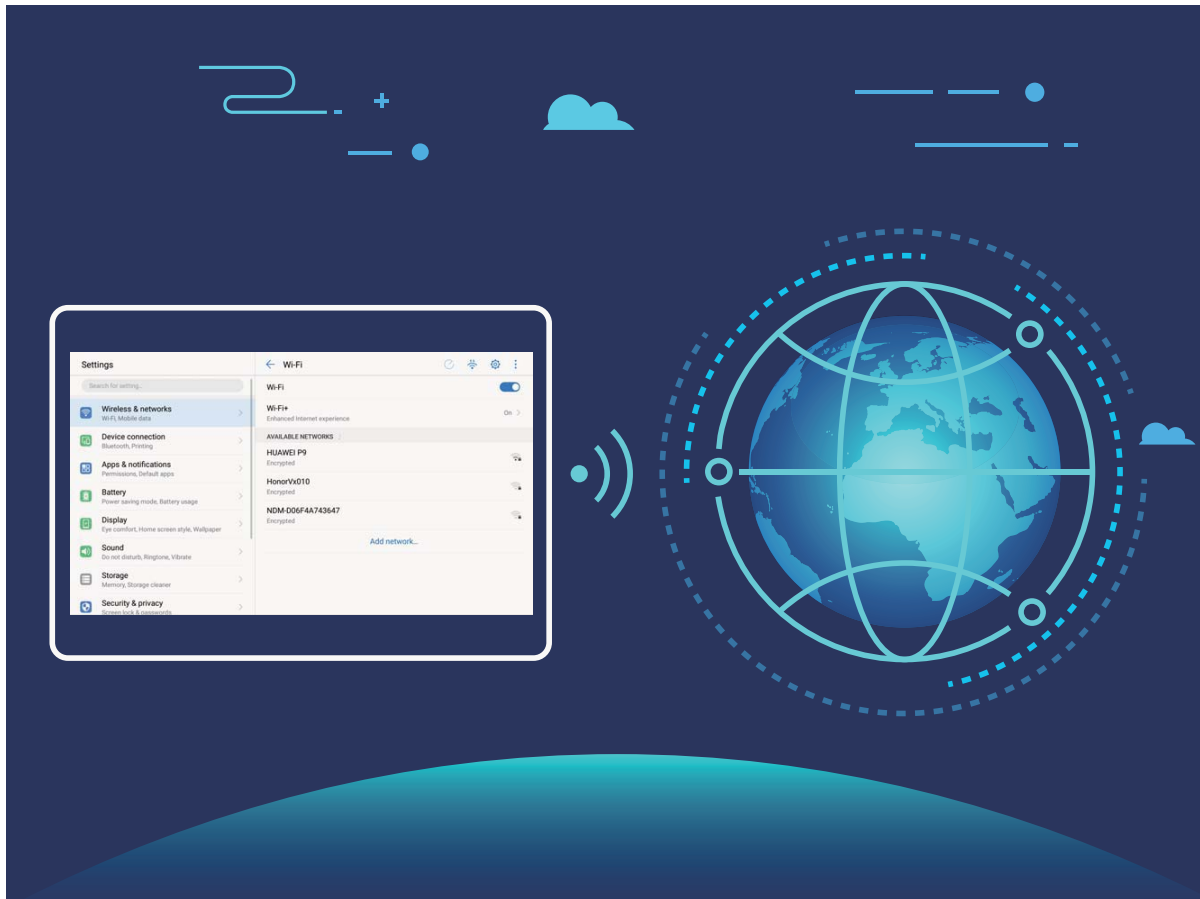 Settings
Search for setting..
Wireless & networks
Wi-Fi, Mobile data
Device connection
Bluetooth, Printing
Apps & notifications
Permissions, Default apps
Battery
Power saving mode, Battery usage
Display
Eye comfort, Home screen style, Wallpaper
Sound
Do not disturb, Ringtone, Vibrate
Storage
Memory, Storage cleaner
Security & privacy
Screen lock & passwords
Wi-Fi
Wi-Fi
Wi-Fi+
Enhanced Internet experience
On
AVAILABLE NETWORKS
HUAWEI P9
Encrypted
HonorVx010
Encrypted
NDM-D06F4A743647
Encrypted
Add network...